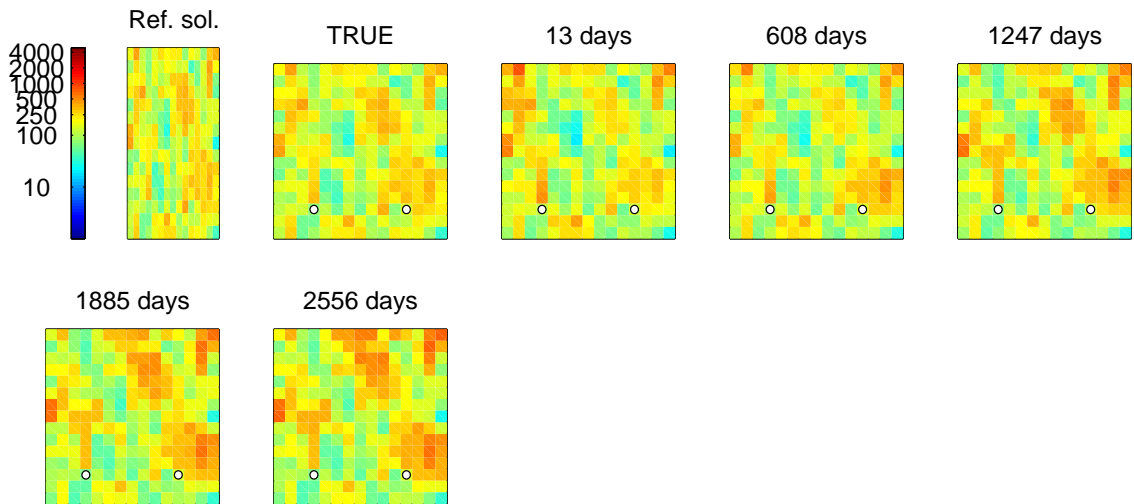 Ref. sol.
TRUE
13 days
608 days
1247 days
4000
2000
1000
500
250
100
10
1885 days
2556 days